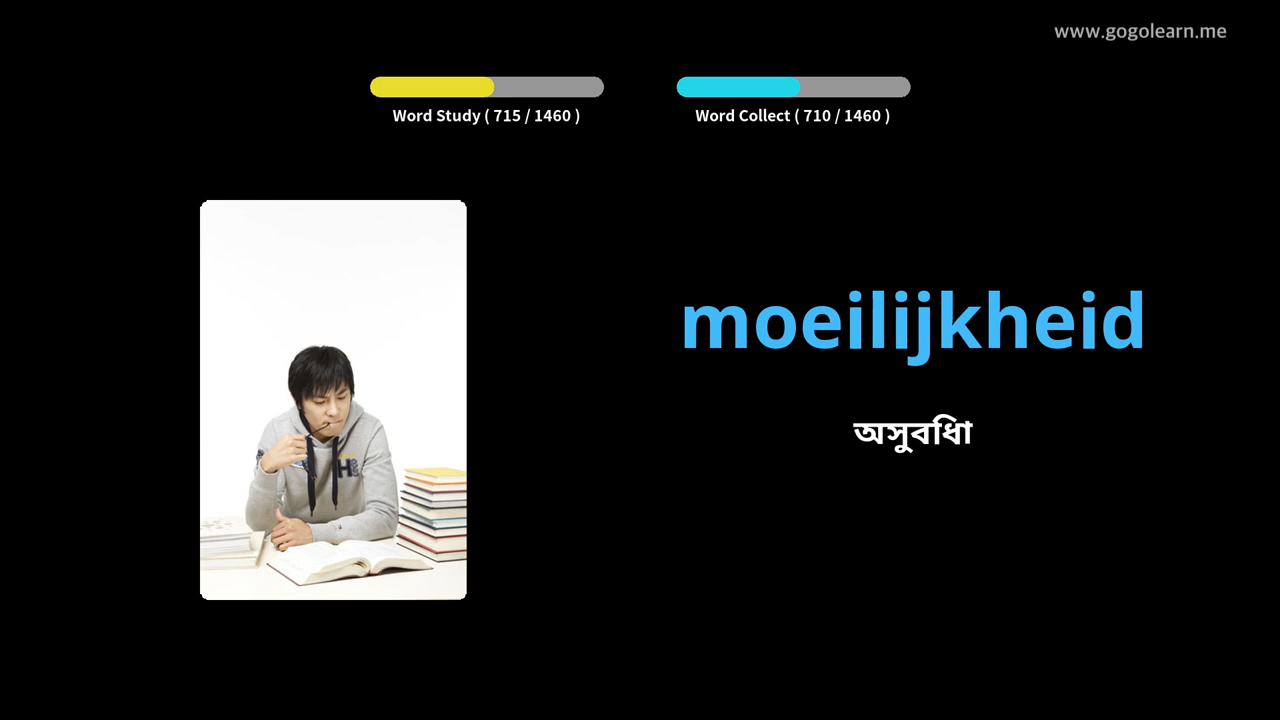 www.gogolearn.me
Word Study ( 715 / 1460 )
Word Collect ( 710 / 1460 )
H
moeilijkheid
অসুবিধা